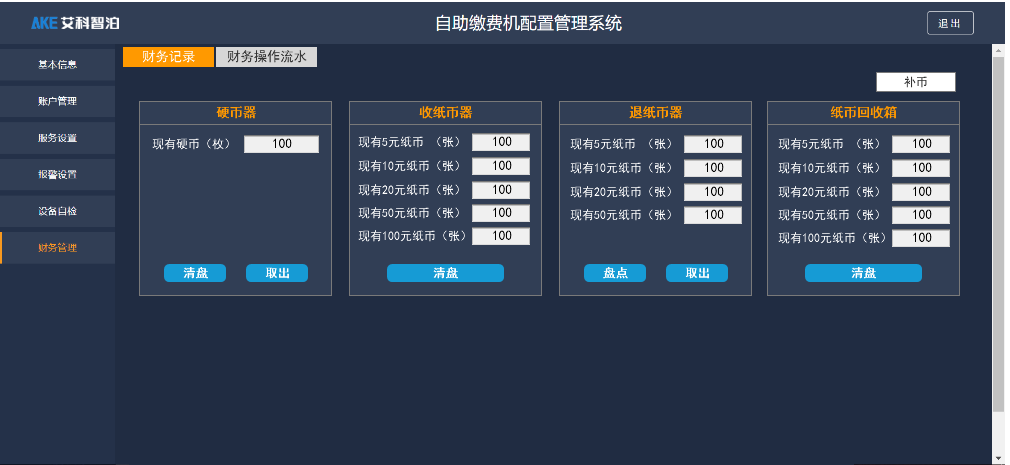 AKE 艾科智泊
自助缴费机配置管理系统
退出
基本信息
账户管理
服务设置
报警设置
设备自检
财务管理
财务记录 财务操作流水
补币
硬币器
现有硬币（枚） 100
清盘 取出
收纸币器
现有5元纸币 （张） 100
现有10元纸币（张） 100
现有20元纸币（张） 100
现有50元纸币（张） 100
现有100元纸币（张） 100
清盘
退纸币器
现有5元纸币 （张） 100
现有10元纸币（张） 100
现有20元纸币（张） 100
现有50元纸币（张） 100
盘点 取出
纸币回收箱
现有5元纸币 （张） 100
现有10元纸币（张） 100
现有20元纸币（张） 100
现有50元纸币（张） 100
现有100元纸币（张） 100
清盘